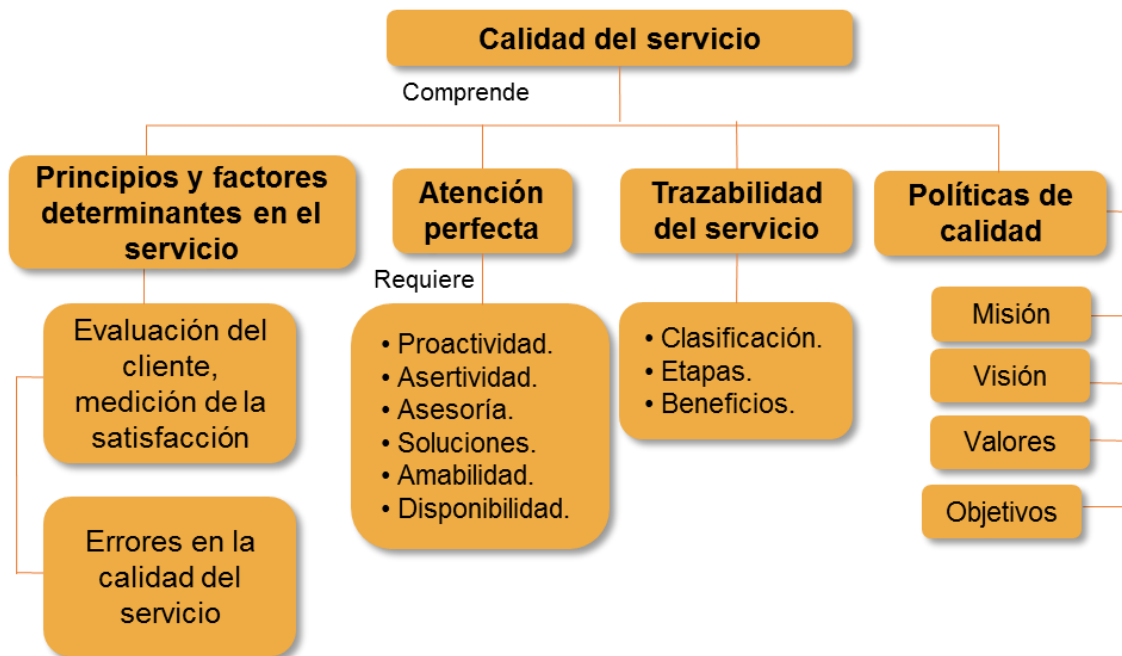 Calidad del servicio
Comprende
Principios y factores
determinantes en el
servicio
Evaluación del
cliente,
medición de la
satisfacción
Errores en la
calidad del
servicio
Atención
perfecta
Requiere
• Proactividad.
• Asertividad.
• Asesoría.
• Soluciones.
• Amabilidad.
• Disponibilidad.
Trazabilidad
del servicio
• Clasificación.
• Etapas.
• Beneficios.
Políticas de
calidad
Misión
Visión
Valores
Objetivos